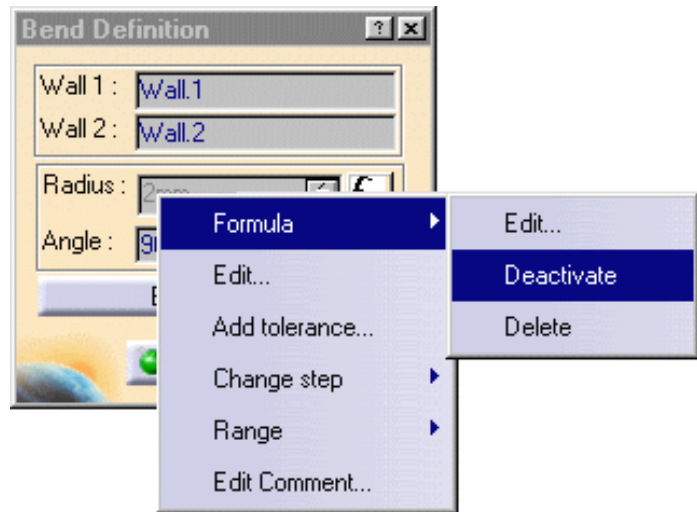 Bend Definition
Wall 1 : Wall.1
Wall 2 : Wall.2
Radius : 2mm
Angle :
Formula
Edit...
Add tolerance...
Change step
Range
Edit Comment...
Edit...
Deactivate
Delete